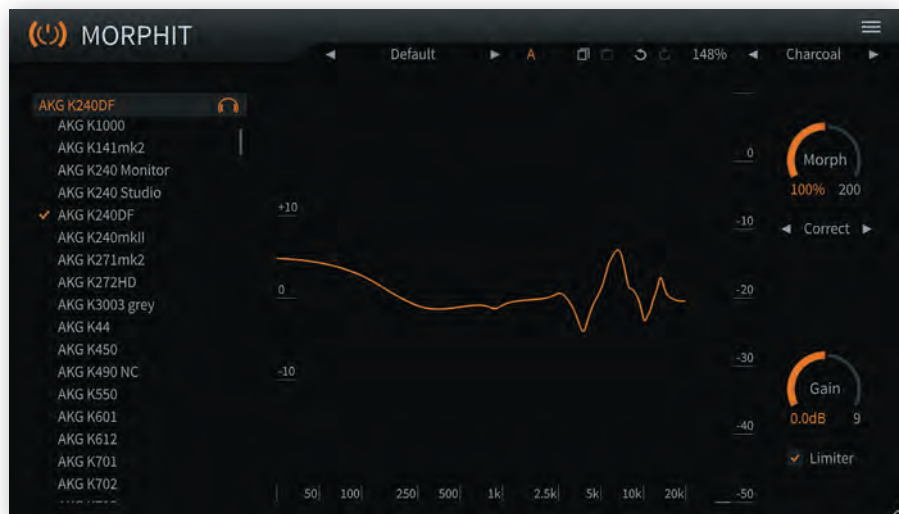 MORPHIT
Default A 148% Charcoal
AKG K240DF
AKG K1000
AKG K141mk2
AKG K240 Monitor
AKG K240 Studio
AKG K240DF
AKG K240mkII
AKG K271mk2
AKG K272HD
AKG K3003 grey
AKG K44
AKG K450
AKG K490 NC
AKG K550
AKG K601
AKG K612
AKG K701
AKG K702
+10
0
-10
50 100 250 500 1k 2.5k 5k 10k 20k
0
-10
-20
-30
-40
-50
Morph
100% 200
Correct
Gain
0.0dB 9
Limiter